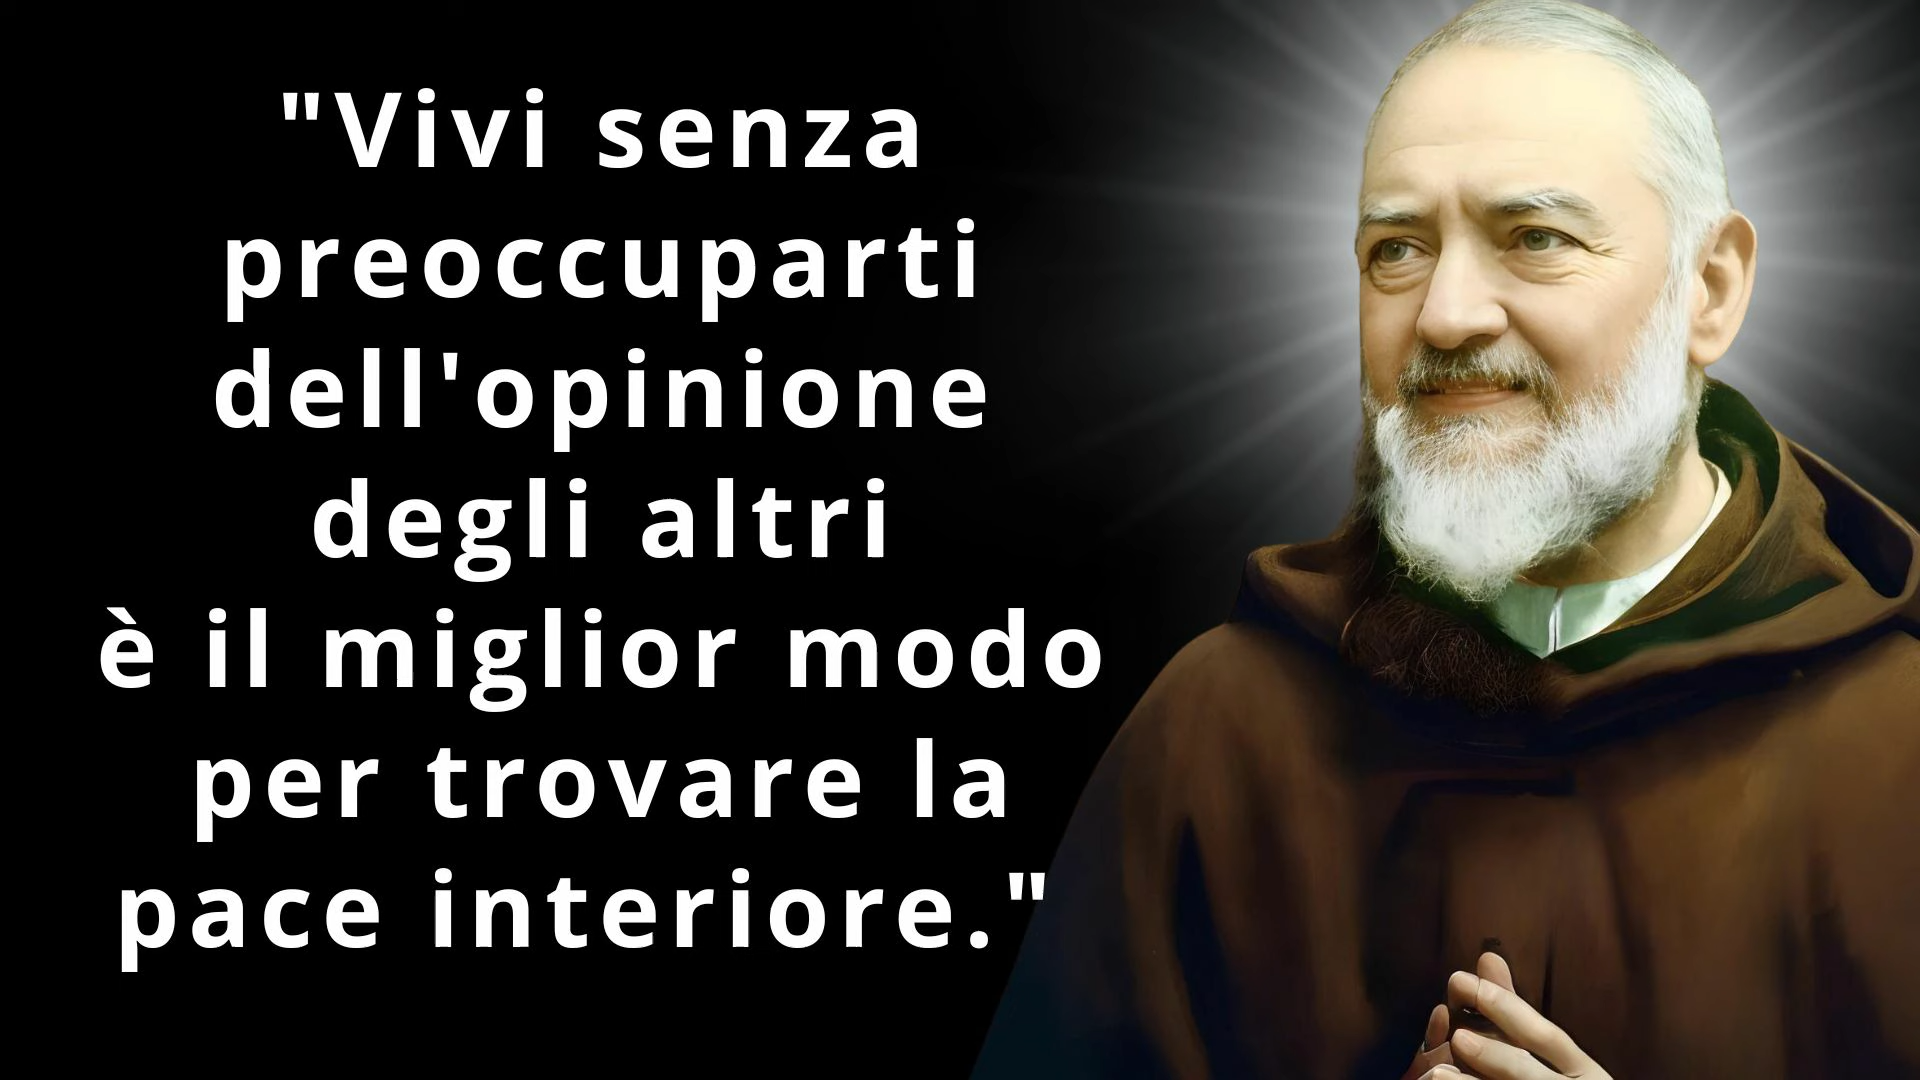 "Vivi senza
preoccuparti
dell'opinione
degli altri
è il miglior modo
per trovare la
pace interiore."